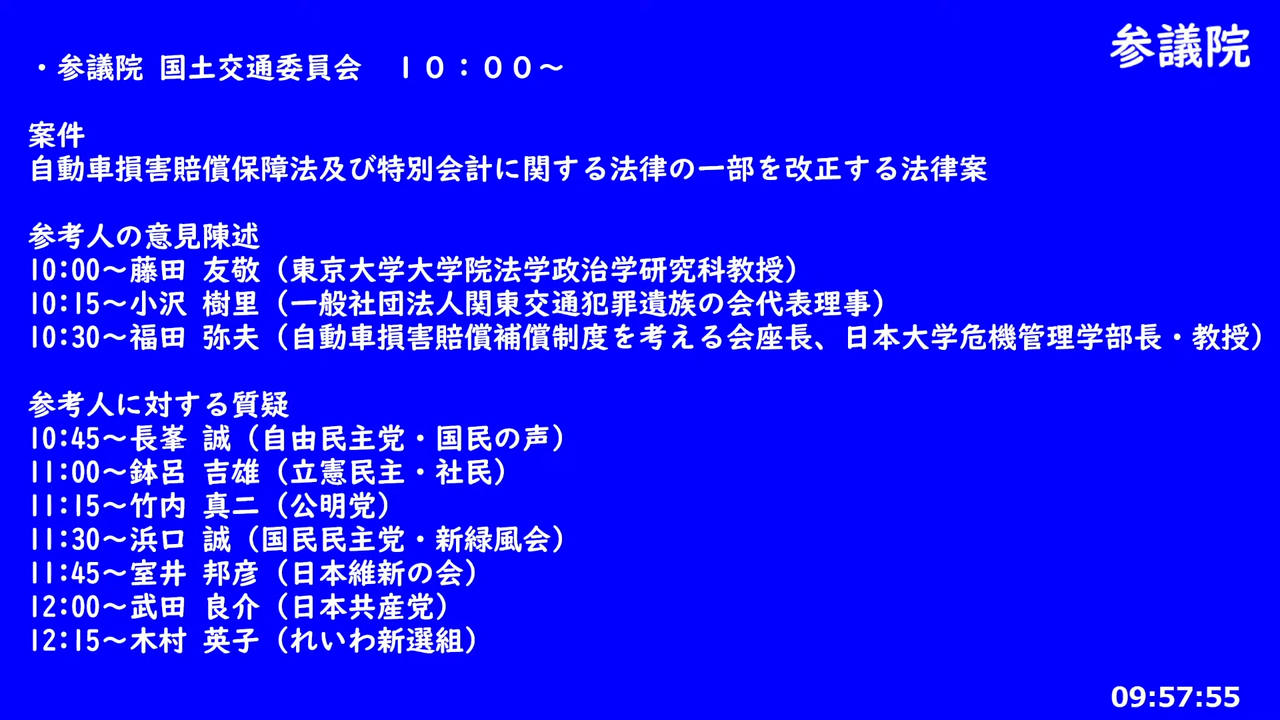 参議院
・参議院 国土交通委員会　１０：００～
案件
自動車損害賠償保障法及び特別会計に関する法律の一部を改正する法律案
参考人の意見陳述
10:00～藤田 友敬（東京大学大学院法学政治学研究科教授）
10:15～小沢 樹里（一般社団法人関東交通犯罪遺族の会代表理事）
10:30～福田 弥夫（自動車損害賠償補償制度を考える会座長、日本大学危機管理学部長・教授）
参考人に対する質疑
10:45～長峯 誠（自由民主党・国民の声）
11:00～鉢呂 吉雄（立憲民主・社民）
11:15～竹内 真二（公明党）
11:30～浜口 誠（国民民主党・新緑風会）
11:45～室井 邦彦（日本維新の会）
12:00～武田 良介（日本共産党）
12:15～木村 英子（れいわ新選組）
09:57:55